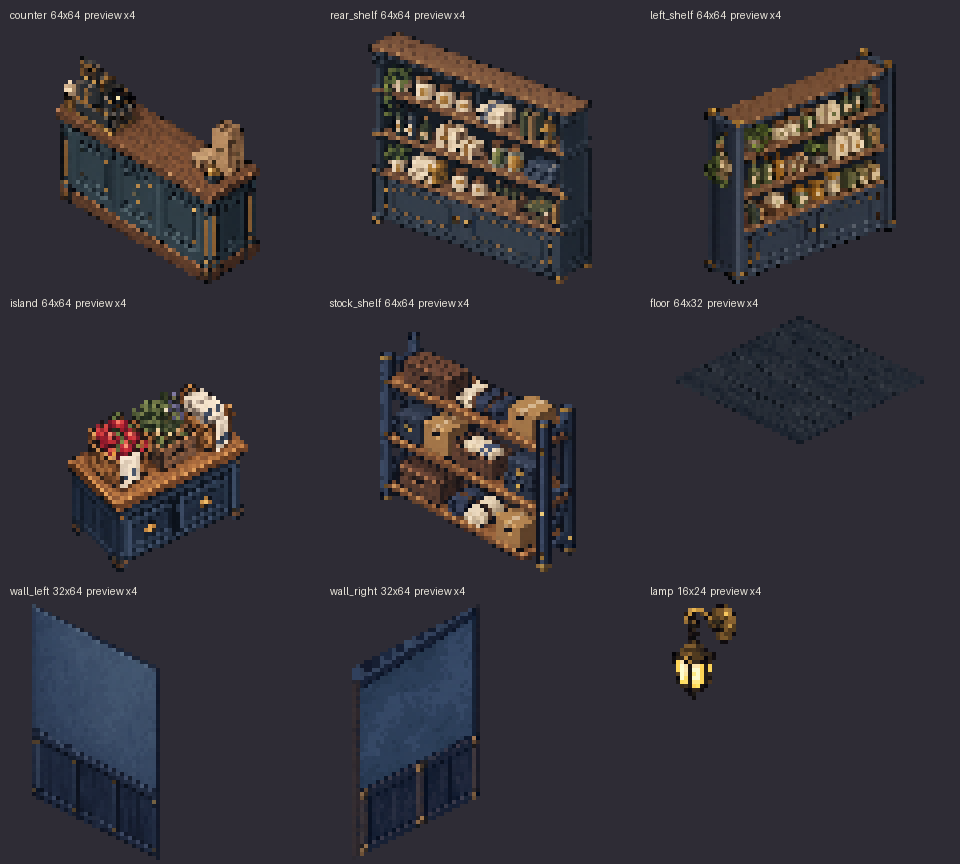 counter 64x64 preview x4
rear_shelf 64x64 preview x4
left_shelf 64x64 preview x4
island 64x64 preview x4
stock_shelf 64x64 preview x4
floor 64x32 preview x4
wall_left 32x64 preview x4
wall_right 32x64 preview x4
lamp 16x24 preview x4